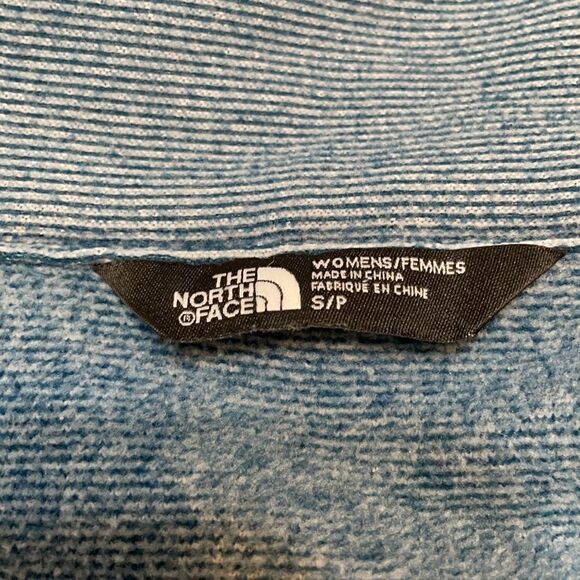 THE
NORTH
FACE
WOMENS/FEMMES
MADE IN CHINA
FABRIQUÉ EN CHINE
S/P